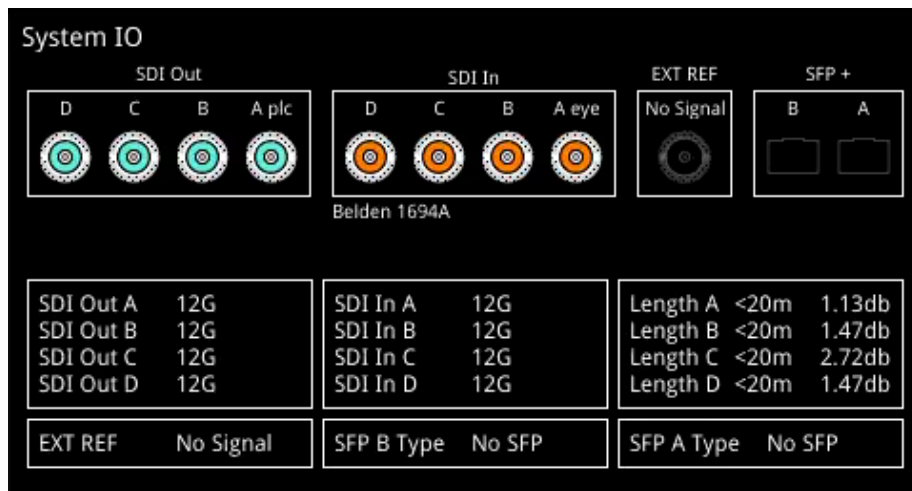 System IO
SDI Out SDI In EXT REF SFP +
D C B A plc D C B A eye No Signal B A
Belden 1694A
SDI Out A 12G
SDI Out B 12G
SDI Out C 12G
SDI Out D 12G
SDI In A 12G
SDI In B 12G
SDI In C 12G
SDI In D 12G
Length A <20m 1.13db
Length B <20m 1.47db
Length C <20m 2.72db
Length D <20m 1.47db
EXT REF No Signal
SFP B Type No SFP
SFP A Type No SFP